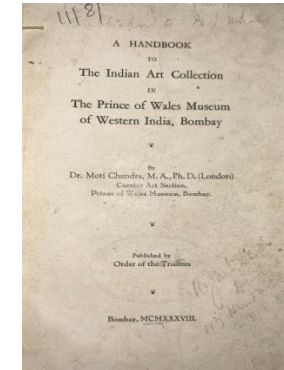 11181
A HANDBOOK
TO
The Indian Art Collection
IN
The Prince of Wales Museum
of Western India, Bombay
By
Dr. Moti Chandra, M. A., Ph. D. (London)
Curator Art Section,
Prince of Wales Museum, Bombay.
Published by
Order of the Trustees
Bombay, MCMXXXVIII.